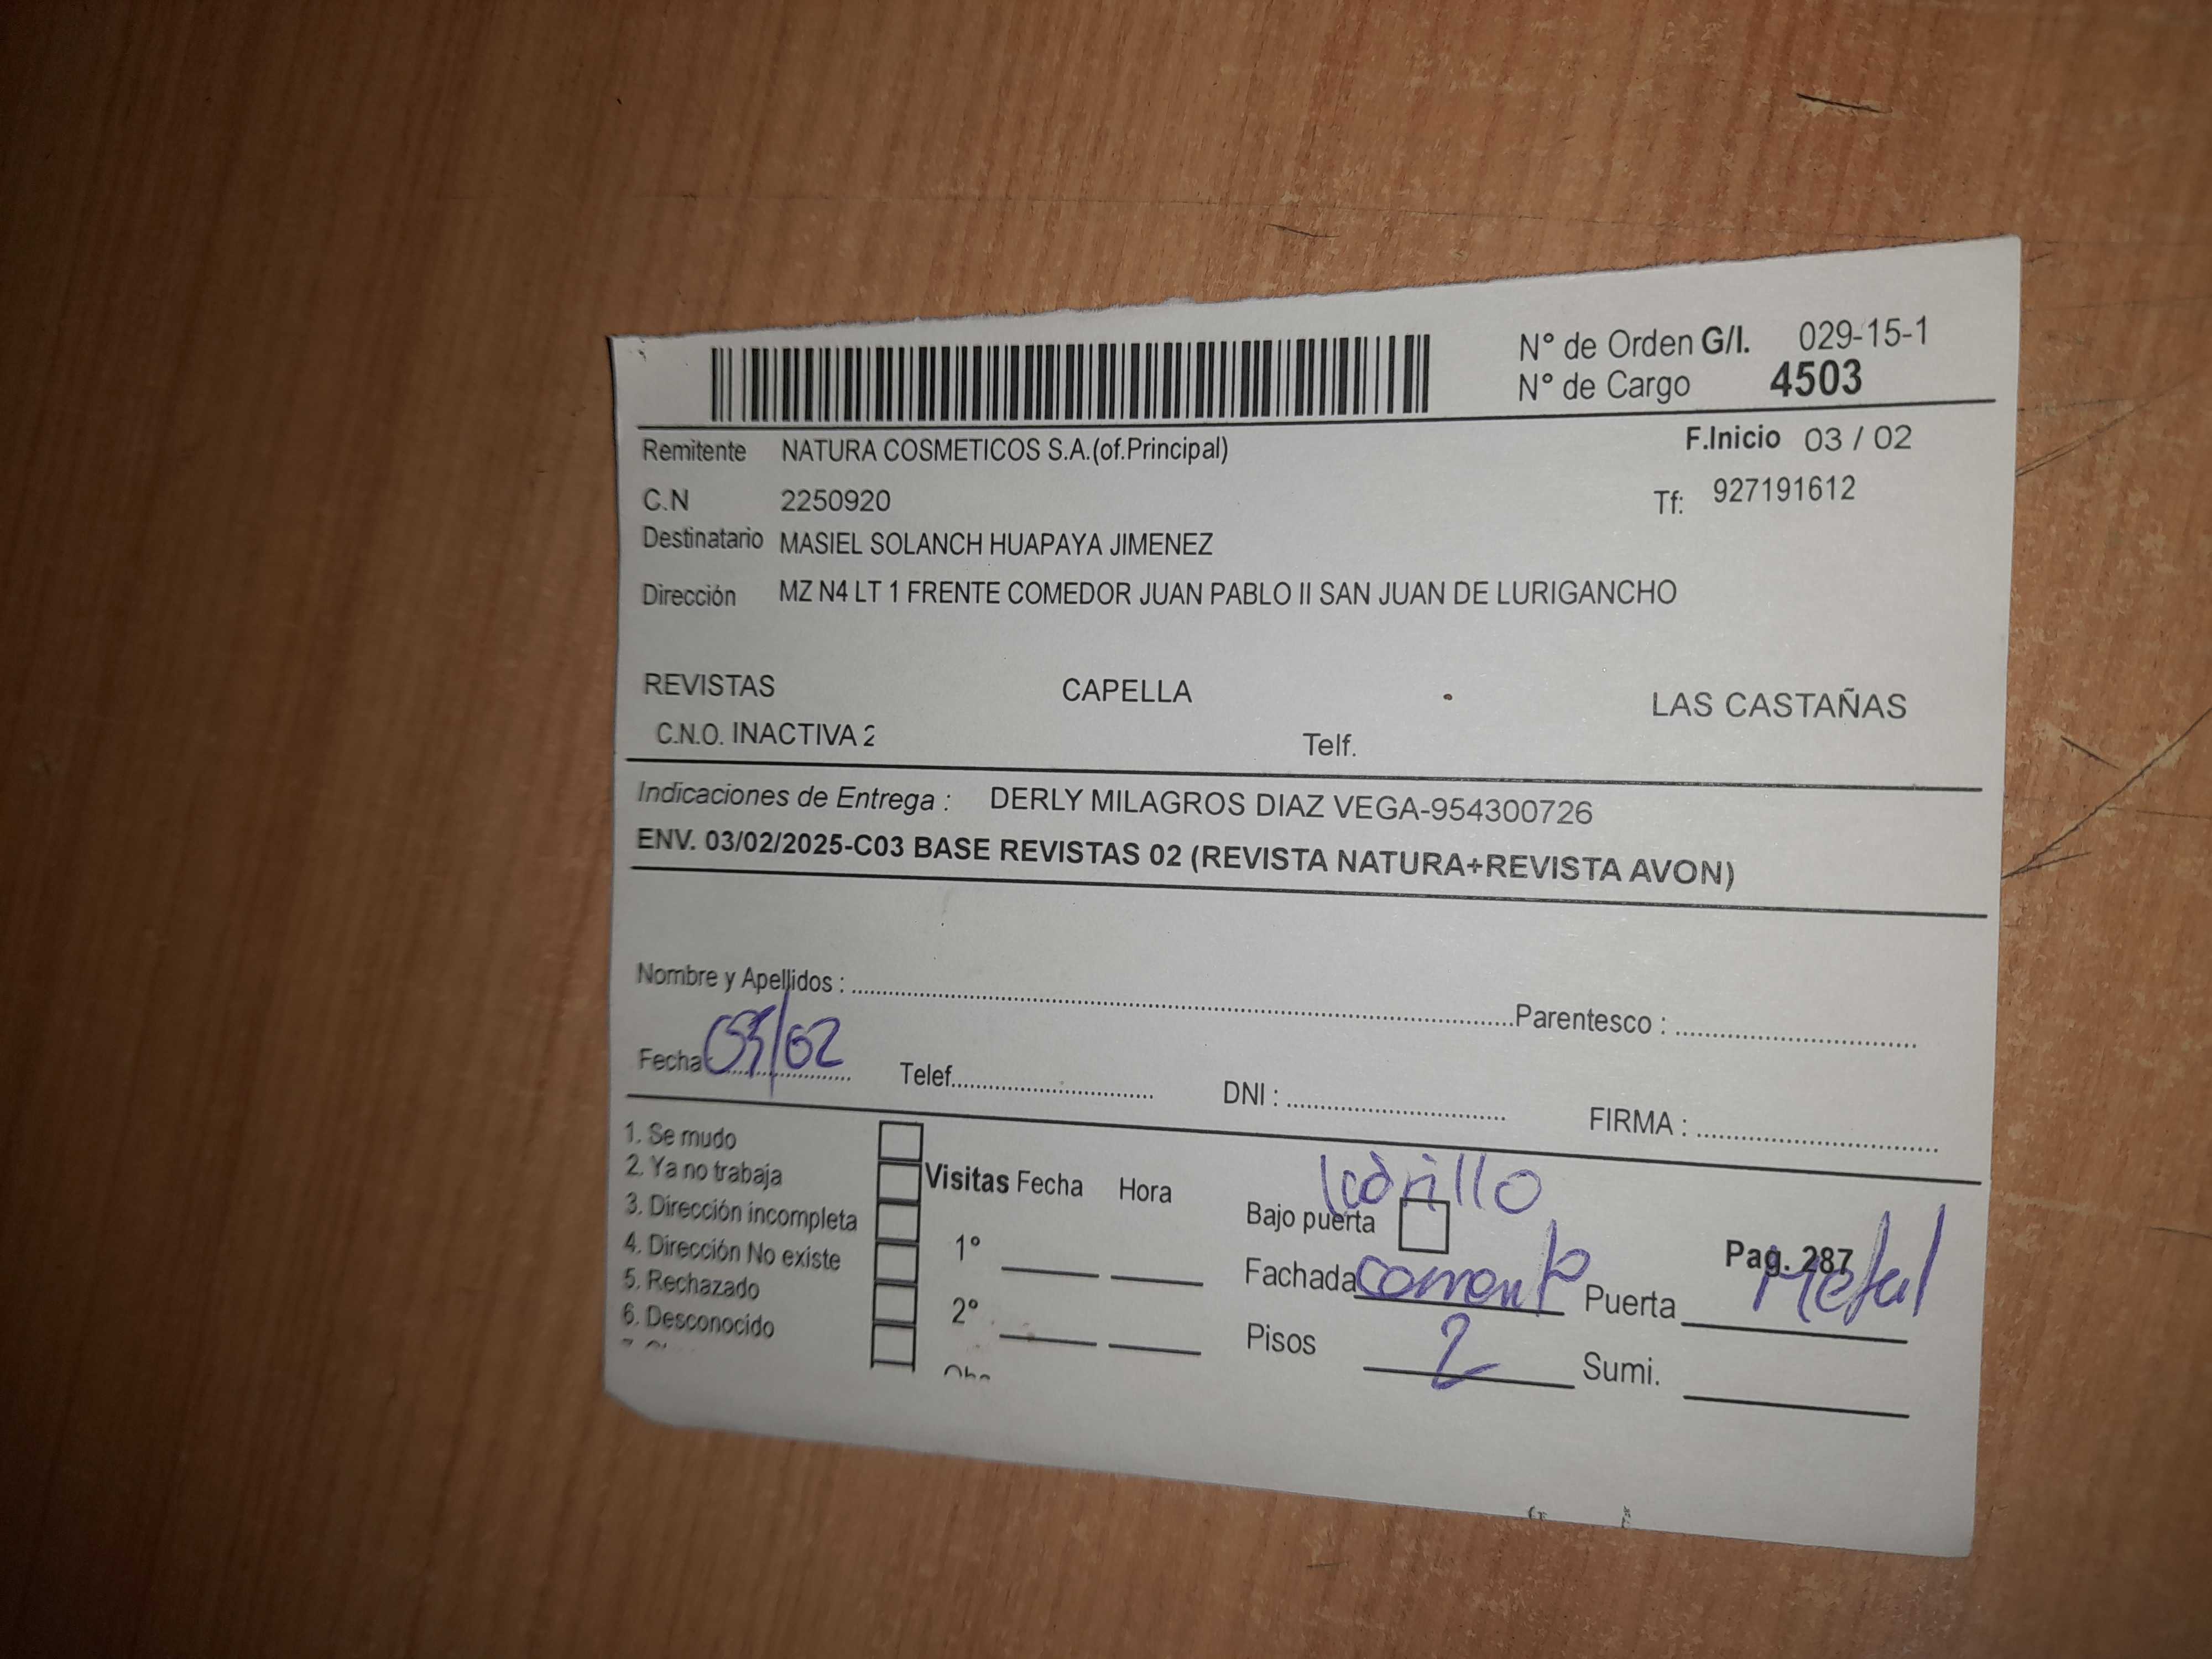 N° de Orden G/I. 029-15-1
N° de Cargo 4503
Remitente NATURA COSMETICOS S.A.(of.Principal) F.Inicio 03 / 02
C.N 2250920 Tf: 927191612
Destinatario MASIEL SOLANCH HUAPAYA JIMENEZ
Dirección MZ N4 LT 1 FRENTE COMEDOR JUAN PABLO II SAN JUAN DE LURIGANCHO
REVISTAS CAPELLA LAS CASTAÑAS
C.N.O. INACTIVA 2 Telf.
Indicaciones de Entrega : DERLY MILAGROS DIAZ VEGA-954300726
ENV. 03/02/2025-C03 BASE REVISTAS 02 (REVISTA NATURA+REVISTA AVON)
Nombre y Apellidos : Parentesco :
Fecha 05/02 Telef. DNI : FIRMA :
1. Se mudo
2. Ya no trabaja
3. Dirección incompleta
4. Dirección No existe
5. Rechazado
6. Desconocido
Visitas Fecha Hora
1°
2°
ladrillo
Bajo puerta Pag. 287
Fachada Puerta Metal
Pisos 2 Sumi.